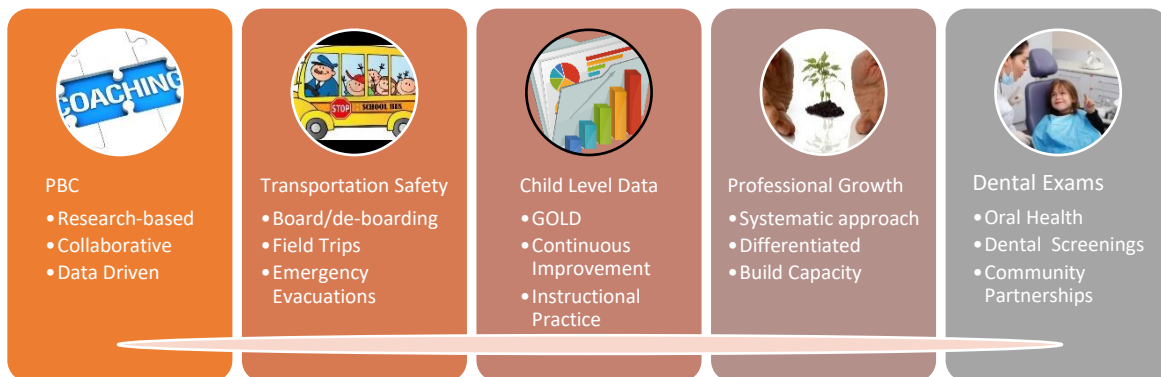 COACHING
STOP
SCHOOL BUS
PBC
• Research-based
• Collaborative
• Data Driven
Transportation Safety
• Board/de-boarding
• Field Trips
• Emergency
Evacuations
Child Level Data
• GOLD
• Continuous
Improvement
• Instructional
Practice
Professional Growth
• Systematic approach
• Differentiated
• Build Capacity
Dental Exams
• Oral Health
• Dental Screenings
• Community
Partnerships